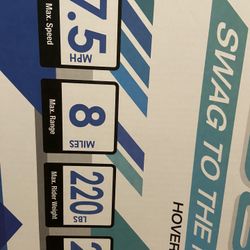 7.5
MPH
Max. Speed
8
MILES
Max. Range
220
LBS
Max. Rider Weight
SWAG TO THE
HOVER